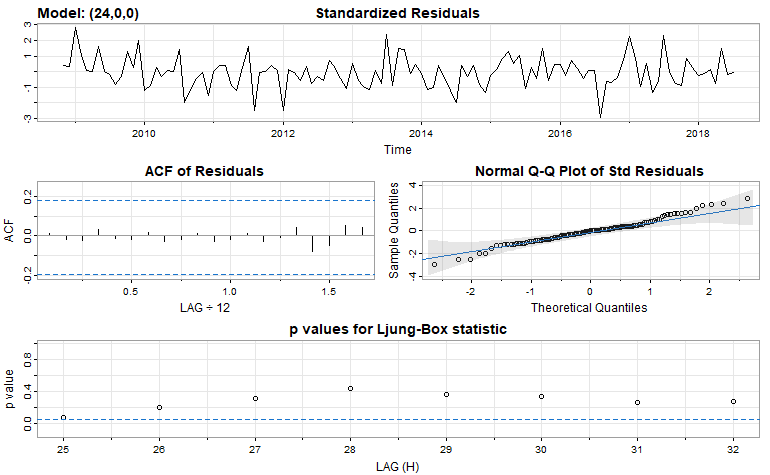 Model: (24,0,0) Standardized Residuals
3
1
-1
-3
2010 2012 2014 2016 2018
Time
ACF of Residuals
ACF
0.2
0.0
-0.2
0.5 1.0 1.5
LAG ÷ 12
Normal Q-Q Plot of Std Residuals
Sample Quantiles
4
2
0
-2
-4
-2 -1 0 1 2
Theoretical Quantiles
p values for Ljung-Box statistic
p value
0.8
0.4
0.0
25 26 27 28 29 30 31 32
LAG (H)